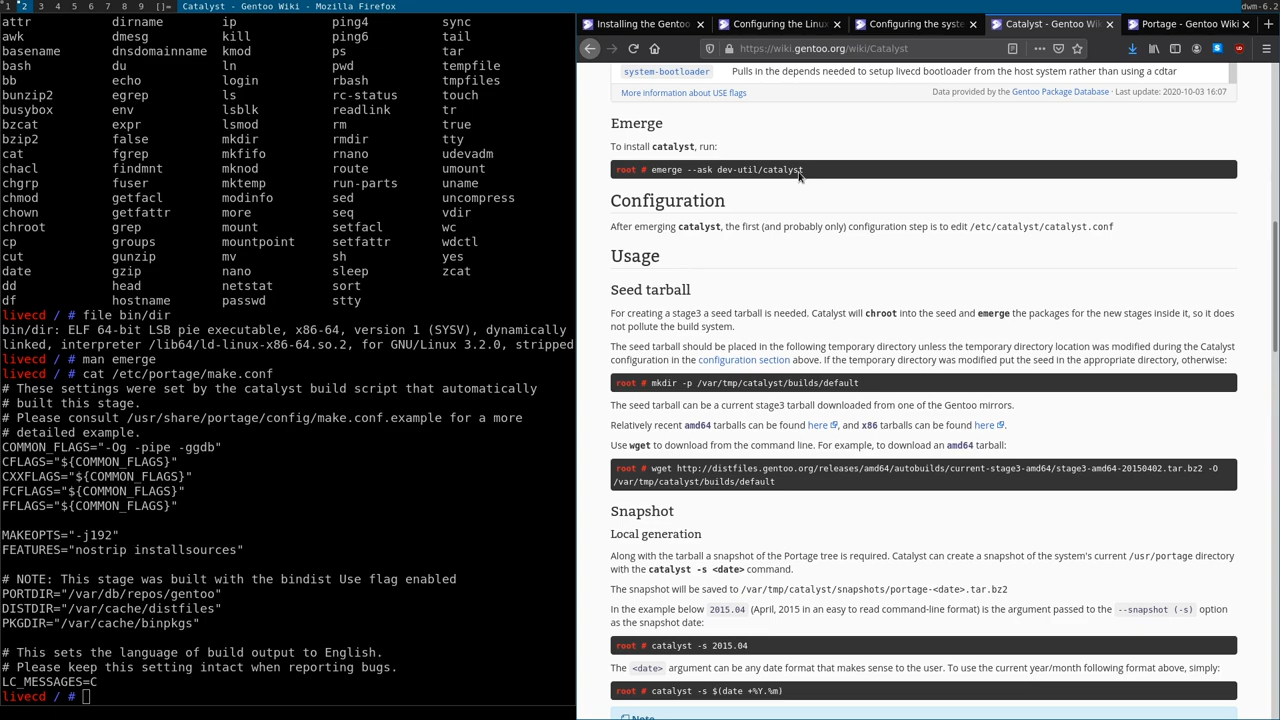 1 2 3 4 5 6 7 8 9 []= Catalyst - Gentoo Wiki - Mozilla Firefox dwm-6.2
attr dirname ip ping4 sync
awk dmesg kill ping6 tail
basename dnsdomainname kmod ps tar
bash du ln pwd tempfile
bb echo login rbash tmpfiles
bunzip2 egrep ls rc-status touch
busybox env lsblk readlink tr
bzcat expr lsmod rm true
bzip2 false mkdir rmdir tty
cat fgrep mkfifo rnano udevadm
chacl findmnt mknod route umount
chgrp fuser mktemp run-parts uname
chmod getfacl modinfo sed uncompress
chown getfattr more seq vdir
chroot grep mount setfacl wc
cp groups mountpoint setfattr wdctl
cut gunzip mv sh yes
date gzip nano sleep zcat
dd head netstat sort
df hostname passwd stty
livecd / # file bin/dir
bin/dir: ELF 64-bit LSB pie executable, x86-64, version 1 (SYSV), dynamically
linked, interpreter /lib64/ld-linux-x86-64.so.2, for GNU/Linux 3.2.0, stripped
livecd / # man emerge
livecd / # cat /etc/portage/make.conf
# These settings were set by the catalyst build script that automatically
# built this stage.
# Please consult /usr/share/portage/config/make.conf.example for a more
# detailed example.
COMMON_FLAGS="-Og -pipe -ggdb"
CFLAGS="${COMMON_FLAGS}"
CXXFLAGS="${COMMON_FLAGS}"
FCFLAGS="${COMMON_FLAGS}"
FFLAGS="${COMMON_FLAGS}"
MAKEOPTS="-j192"
FEATURES="nostrip installsources"
# NOTE: This stage was built with the bindist Use flag enabled
PORTDIR="/var/db/repos/gentoo"
DISTDIR="/var/cache/distfiles"
PKGDIR="/var/cache/binpkgs"
# This sets the language of build output to English.
# Please keep this setting intact when reporting bugs.
LC_MESSAGES=C
livecd / #
Installing the Gentoo Configuring the Linux Configuring the syste Catalyst - Gentoo Wiki Portage - Gentoo Wiki
https://wiki.gentoo.org/wiki/Catalyst
system-bootloader Pulls in the depends needed to setup livecd bootloader from the host system rather than using a cdtar
More information about USE flags Data provided by the Gentoo Package Database · Last update: 2020-10-03 16:07
Emerge
To install catalyst, run:
root # emerge --ask dev-util/catalyst
Configuration
After emerging catalyst, the first (and probably only) configuration step is to edit /etc/catalyst/catalyst.conf
Usage
Seed tarball
For creating a stage3 a seed tarball is needed. Catalyst will chroot into the seed and emerge the packages for the new stages inside it, so it does
not pollute the build system.
The seed tarball should be placed in the following temporary directory unless the temporary directory location was modified during the Catalyst
configuration in the configuration section above. If the temporary directory was modified put the seed in the appropriate directory, otherwise:
root # mkdir -p /var/tmp/catalyst/builds/default
The seed tarball can be a current stage3 tarball downloaded from one of the Gentoo mirrors.
Relatively recent amd64 tarballs can be found here, and x86 tarballs can be found here.
Use wget to download from the command line. For example, to download an amd64 tarball:
root # wget http://distfiles.gentoo.org/releases/amd64/autobuilds/current-stage3-amd64/stage3-amd64-20150402.tar.bz2 -O
/var/tmp/catalyst/builds/default
Snapshot
Local generation
Along with the tarball a snapshot of the Portage tree is required. Catalyst can create a snapshot of the system's current /usr/portage directory
with the catalyst -s <date> command.
The snapshot will be saved to /var/tmp/catalyst/snapshots/portage-<date>.tar.bz2
In the example below 2015.04 (April, 2015 in an easy to read command-line format) is the argument passed to the --snapshot (-s) option
as the snapshot date:
root # catalyst -s 2015.04
The <date> argument can be any date format that makes sense to the user. To use the current year/month following format above, simply:
root # catalyst -s $(date +%Y.%m)
Note